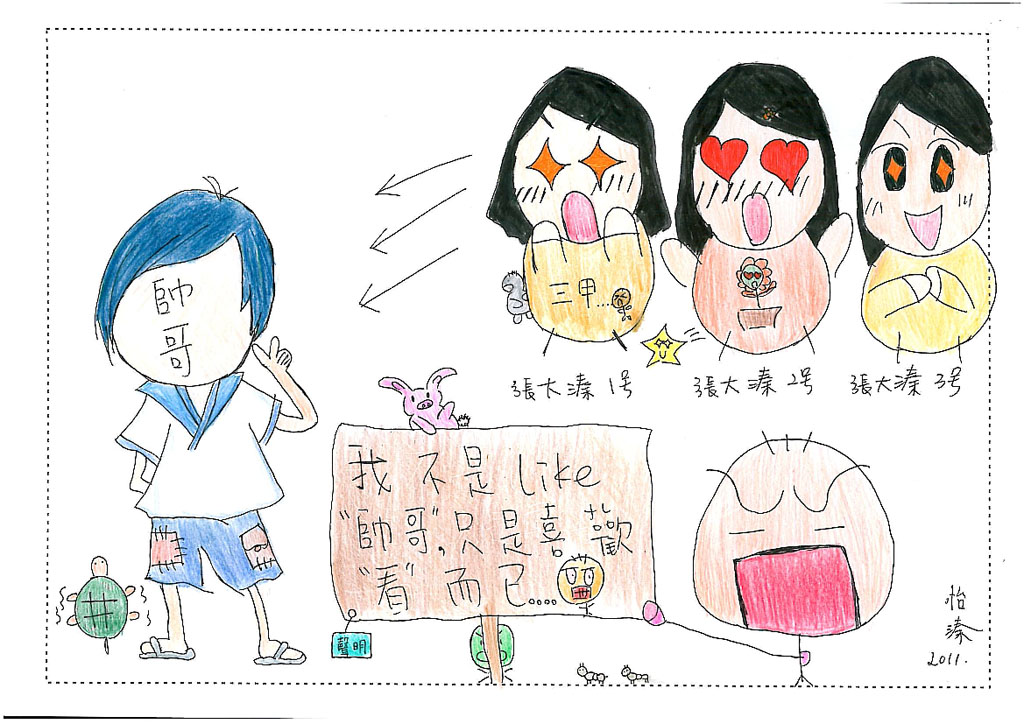 帥
哥
三甲....
張大溱 1号
張大溱 2号
張大溱 3号
我不是like
"帥哥",只是喜歡
"看"而已....
聲明
怡
溱
2011.